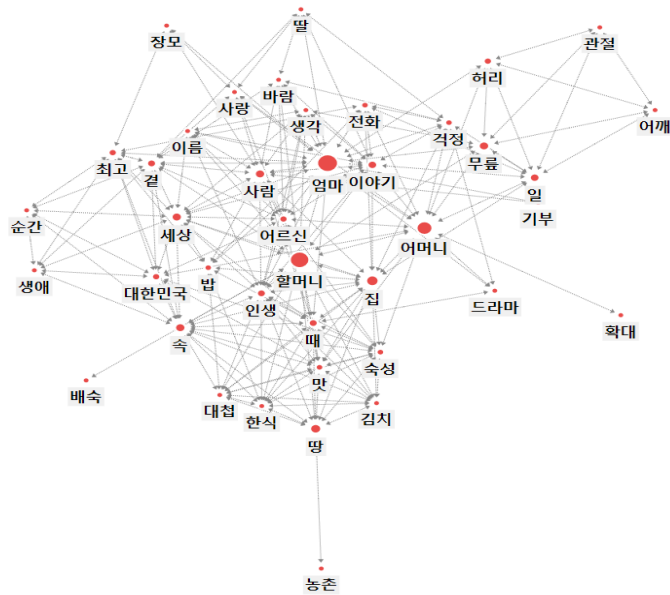 딸
장모
관절
허리
사랑
바람
어깨
생각
전화
걱정
이름
최고
곁
사람
엄마
이야기
무릎
일
기부
순간
세상
어르신
어머니
생애
대한민국
밥
할머니
인생
집
드라마
확대
속
때
숙성
맛
배숙
대첩
한식
김치
땅
농촌